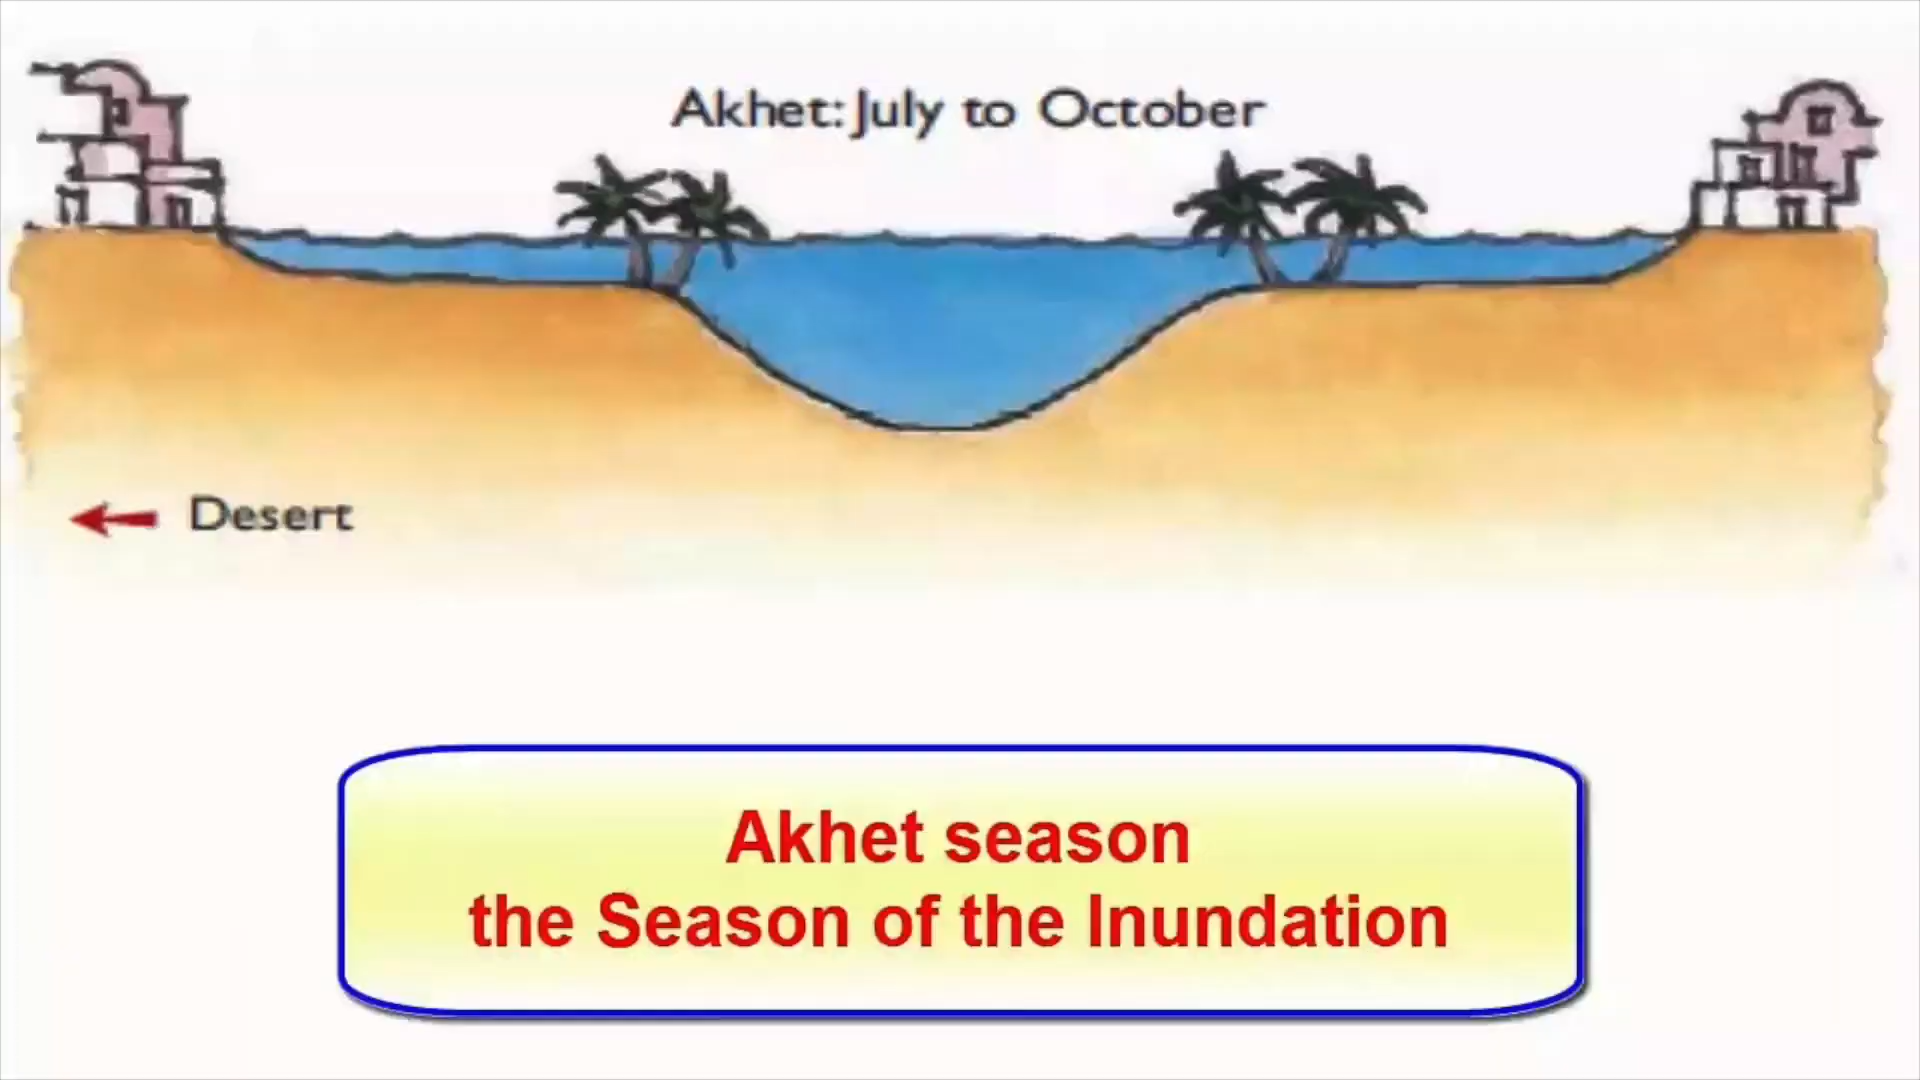 Akhet: July to October
Desert
Akhet season
the Season of the Inundation